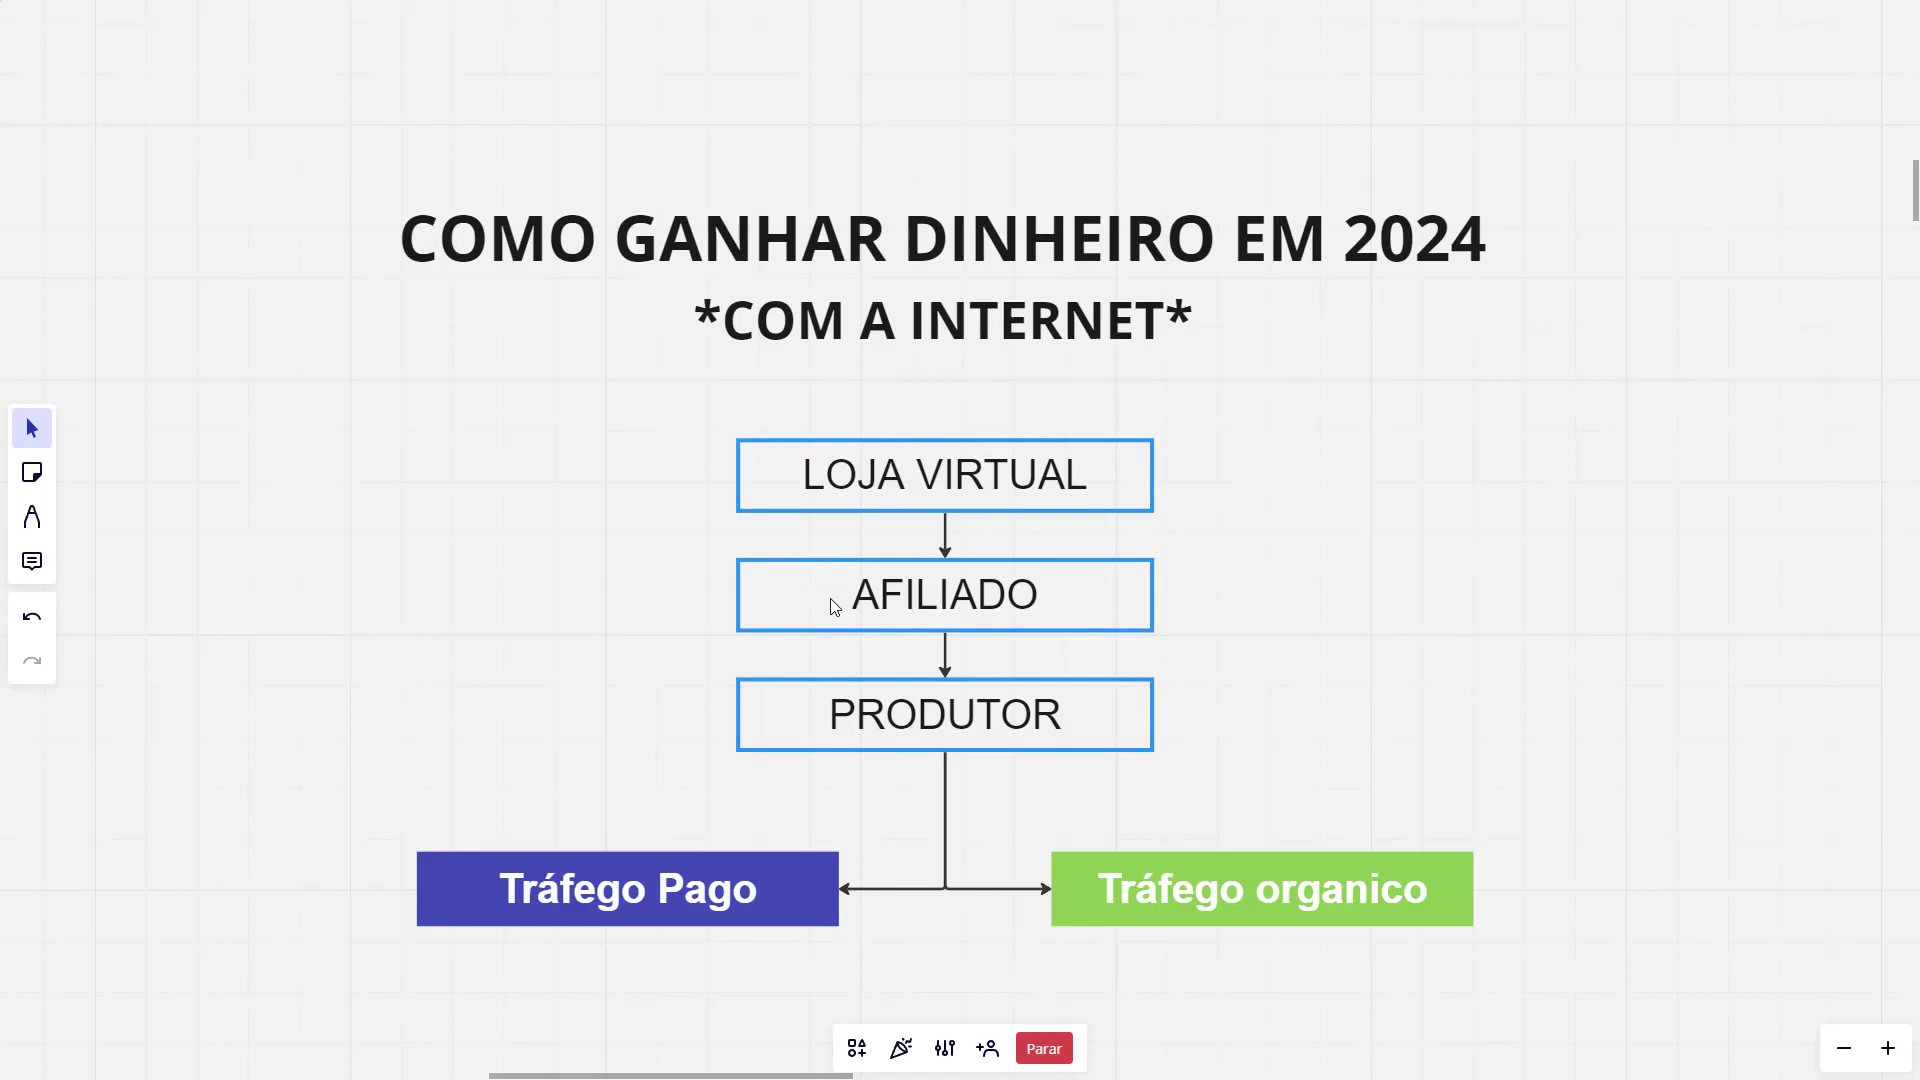 COMO GANHAR DINHEIRO EM 2024
*COM A INTERNET*
LOJA VIRTUAL
AFILIADO
PRODUTOR
Tráfego Pago
Tráfego organico
Parar